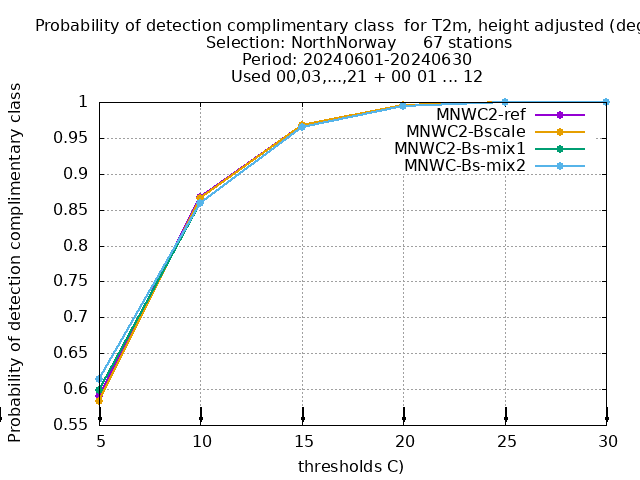 Probability of detection complimentary class  for T2m, height adjusted (deg
Selection: NorthNorway     67 stations
Period: 20240601-20240630
Used 00,03,...,21 + 00 01 ... 12
Probability of detection complimentary class
1
0.95
0.9
0.85
0.8
0.75
0.7
0.65
0.6
0.55
MNWC2-ref
MNWC2-Bscale
MNWC2-Bs-mix1
MNWC-Bs-mix2
5 10 15 20 25 30
thresholds C)